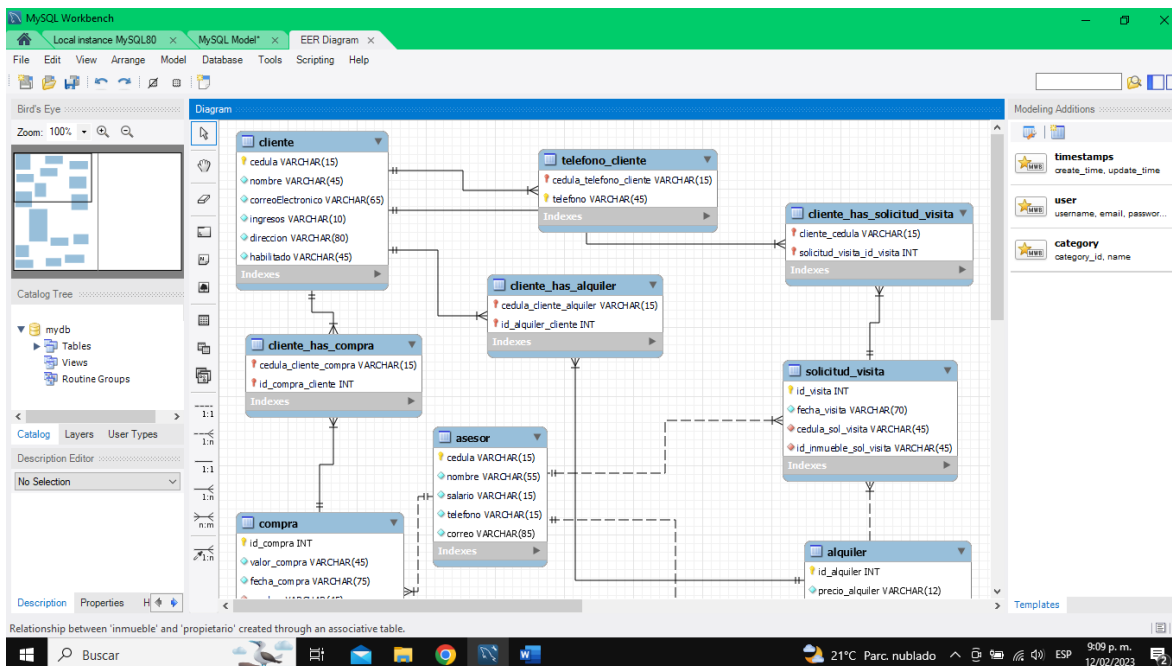 MySQL Workbench
Local instance MySQL80
MySQL Model*
EER Diagram
File Edit View Arrange Model Database Tools Scripting Help
Bird's Eye
Zoom: 100%
Catalog Tree
mydb
Tables
Views
Routine Groups
Catalog Layers User Types
Description Editor
No Selection
Description Properties H
1:1
1:n
1:1
1:n
n:m
1:n
Diagram
cliente
cedula VARCHAR(15)
nombre VARCHAR(45)
correoElectronico VARCHAR(65)
ingresos VARCHAR(10)
direccion VARCHAR(80)
habilitado VARCHAR(45)
Indexes
telefono_cliente
cedula_telefono_cliente VARCHAR(15)
telefono VARCHAR(45)
Indexes
cliente_has_solicitud_visita
cliente_cedula VARCHAR(15)
solicitud_visita_id_visita INT
Indexes
cliente_has_alquiler
cedula_cliente_alquiler VARCHAR(15)
id_alquiler_cliente INT
Indexes
cliente_has_compra
cedula_cliente_compra VARCHAR(15)
id_compra_cliente INT
Indexes
solicitud_visita
id_visita INT
fecha_visita VARCHAR(70)
cedula_sol_visita VARCHAR(45)
id_inmueble_sol_visita VARCHAR(45)
Indexes
asesor
cedula VARCHAR(15)
nombre VARCHAR(55)
salario VARCHAR(15)
telefono VARCHAR(15)
correo VARCHAR(85)
Indexes
compra
id_compra INT
valor_compra VARCHAR(45)
fecha_compra VARCHAR(75)
alquiler
id_alquiler INT
precio_alquiler VARCHAR(12)
Modeling Additions
timestamps
create_time, update_time
user
username, email, passwor...
category
category_id, name
Templates
Relationship between 'inmueble' and 'propietario' created through an associative table.
Buscar
21°C Parc. nublado
ESP
9:09 p. m.
12/02/2023
2